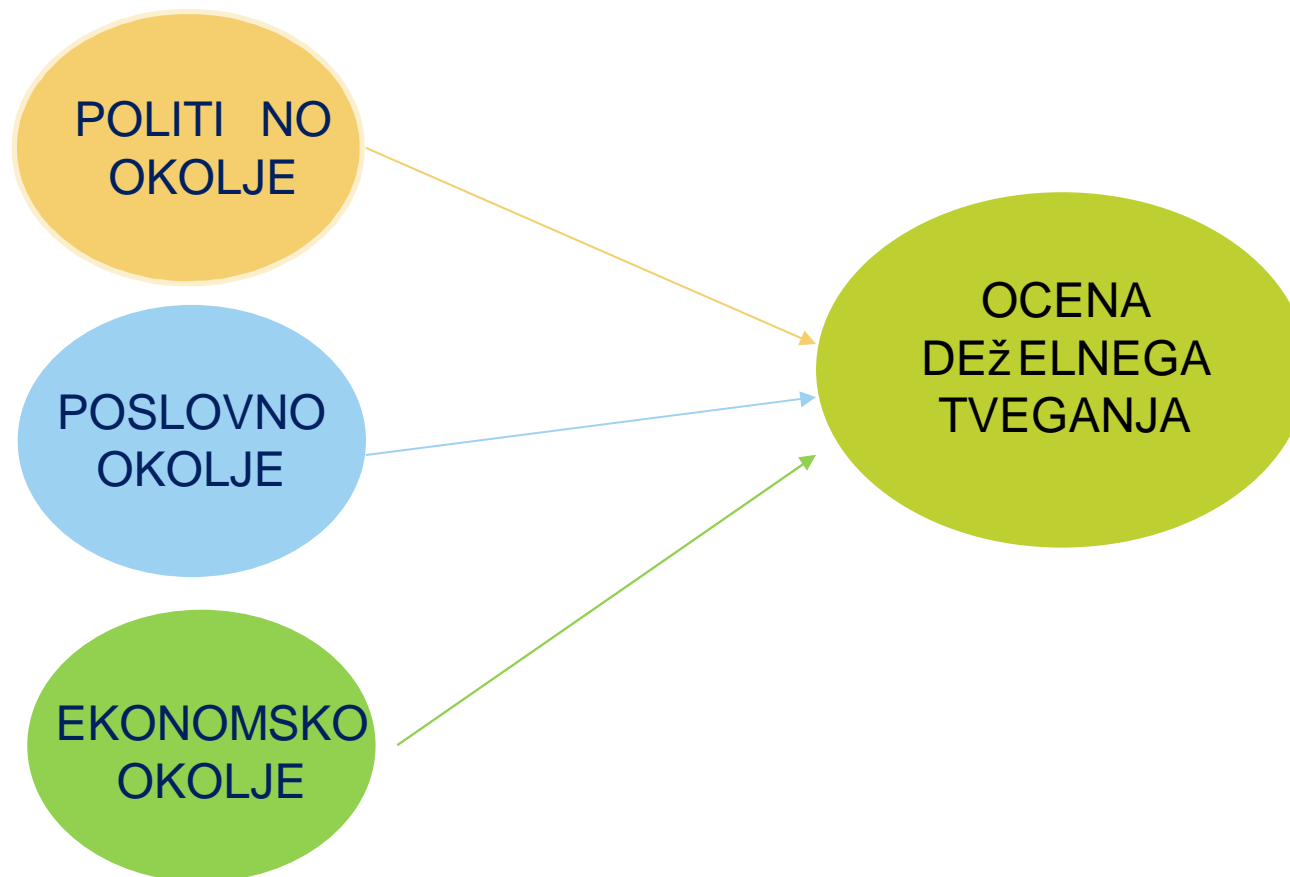 POLITI NO
OKOLJE
POSLOVNO
OKOLJE
EKONOMSKO
OKOLJE
OCENA
DEžELNEGA
TVEGANJA